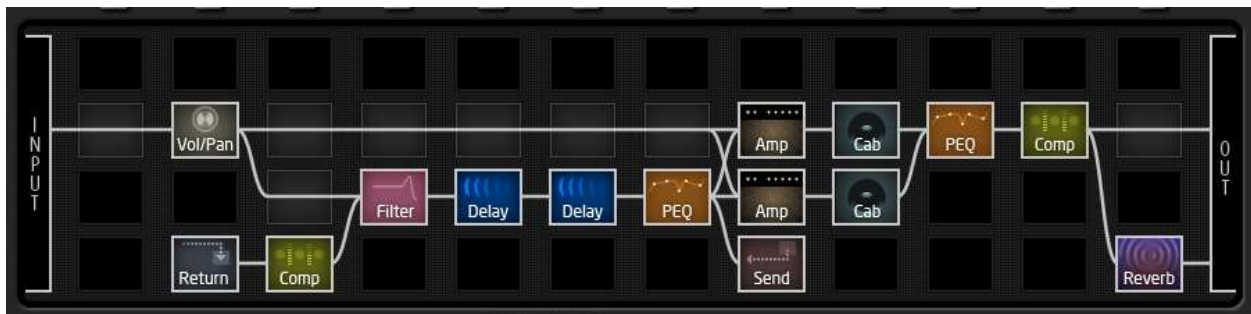 INPUT
Vol/Pan
Amp
Cab
PEQ
Comp
OUT
Filter
Delay
Delay
PEQ
Amp
Cab
Return
Comp
Send
Reverb